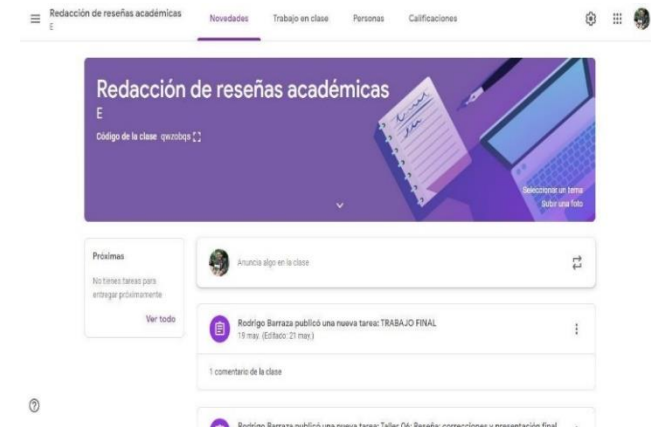 Redacción de reseñas académicas
E
Novedades
Trabajo en clase
Personas
Calificaciones
Redacción de reseñas académicas
E
Código de la clase qwzobqs
Seleccionar un tema
Subir una foto
Próximas
No tienes tareas para
entregar próximamente
Ver todo
Anuncia algo en la clase
Rodrigo Barraza publicó una nueva tarea: TRABAJO FINAL
19 may. (Editado: 21 may.)
1 comentario de la clase
Rodrigo Barraza publicó una nueva tarea: Taller 06: Reseña: correcciones y presentación final